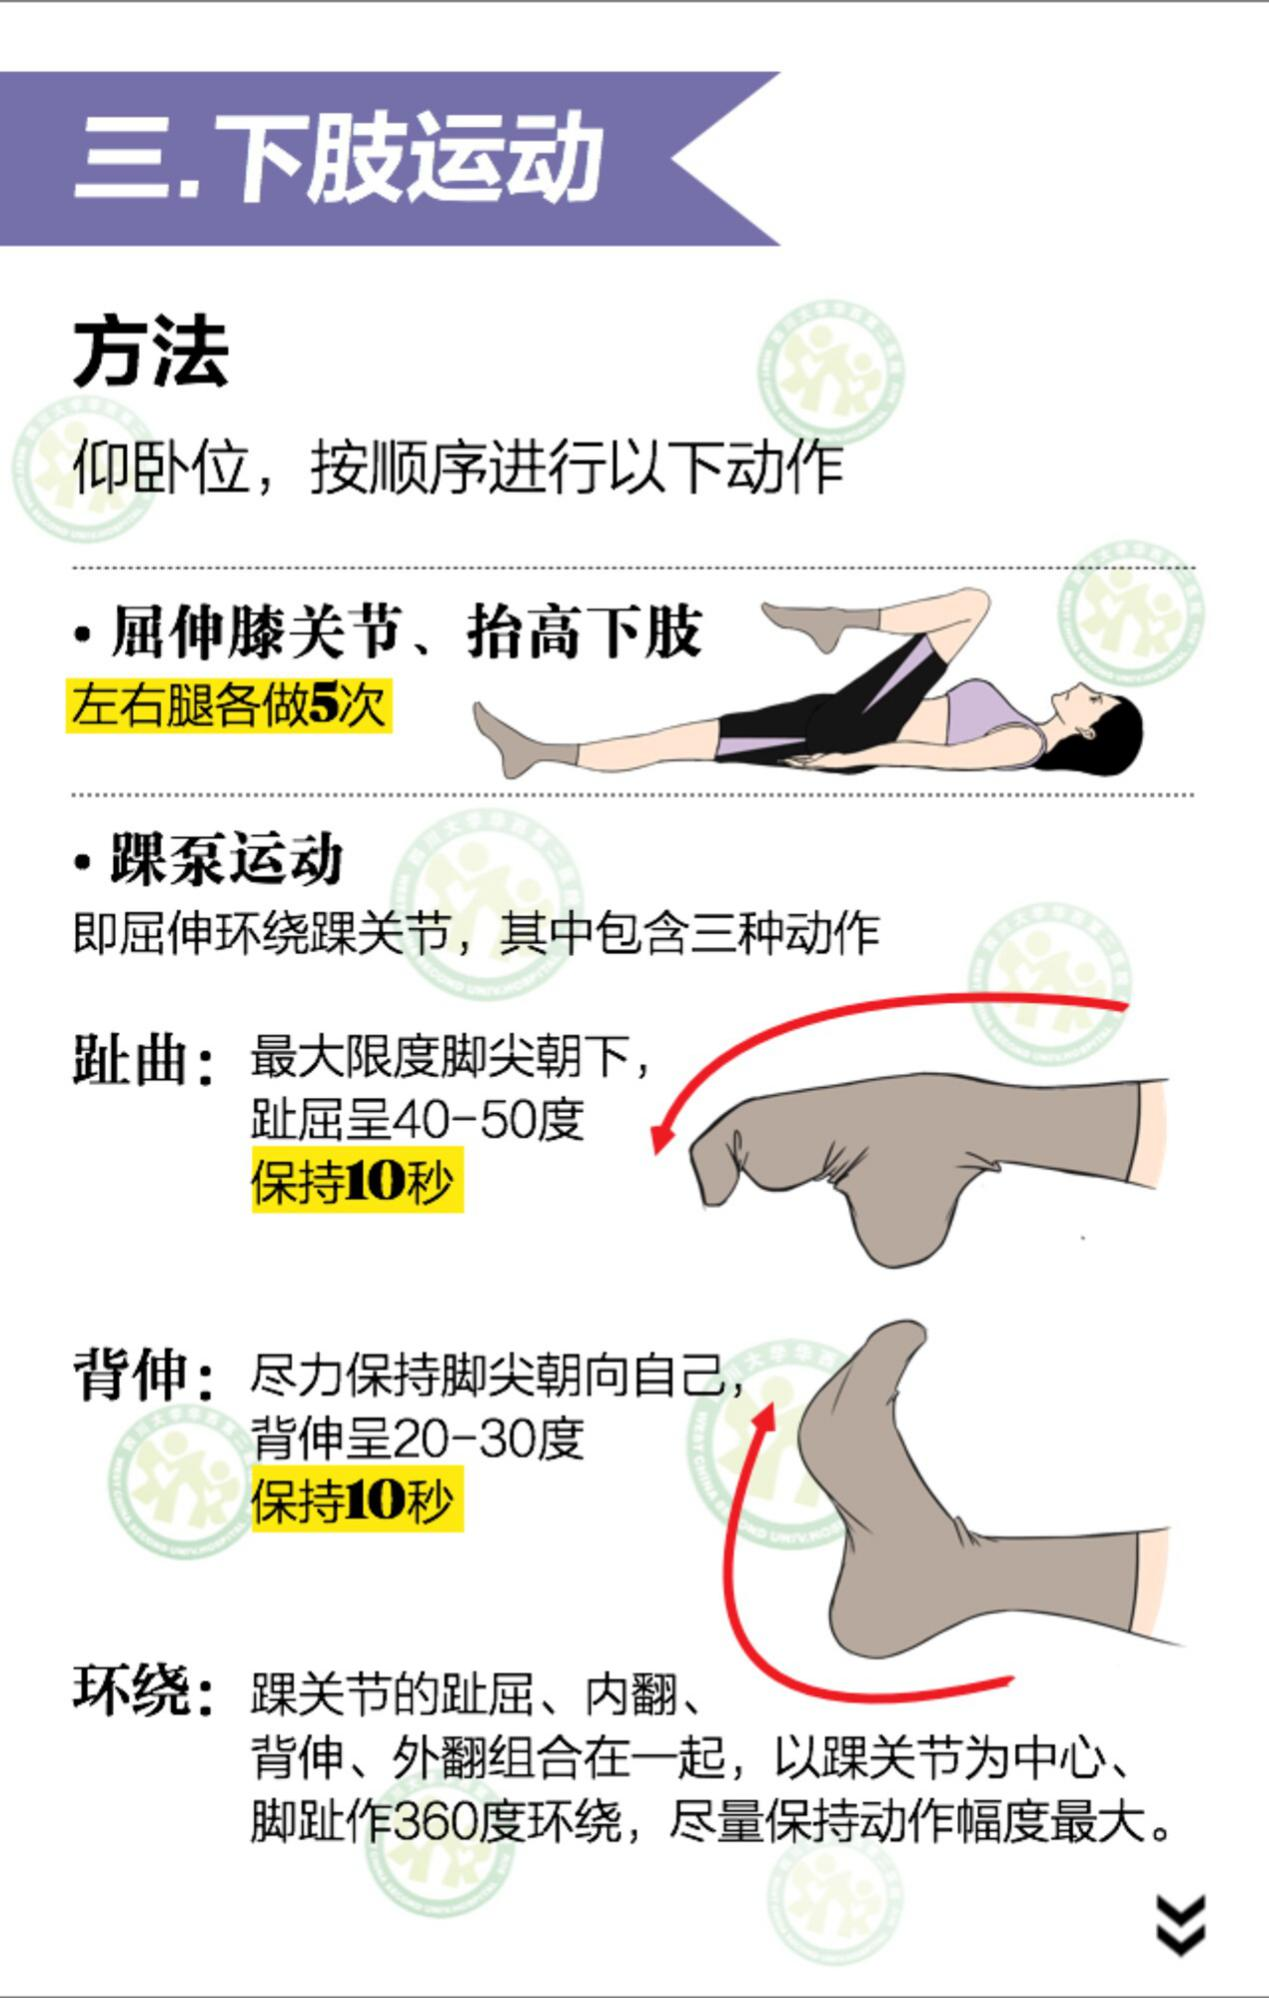 三.下肢运动
方法
仰卧位，按顺序进行以下动作
·屈伸膝关节、抬高下肢
左右腿各做5次
·踝泵运动
即屈伸环绕踝关节，其中包含三种动作
趾曲：最大限度脚尖朝下，
趾屈呈40-50度
保持10秒
背伸：尽力保持脚尖朝向自己，
背伸呈20-30度
保持10秒
环绕：踝关节的趾屈、内翻、
背伸、外翻组合在一起，以踝关节为中心、
脚趾作360度环绕，尽量保持动作幅度最大。